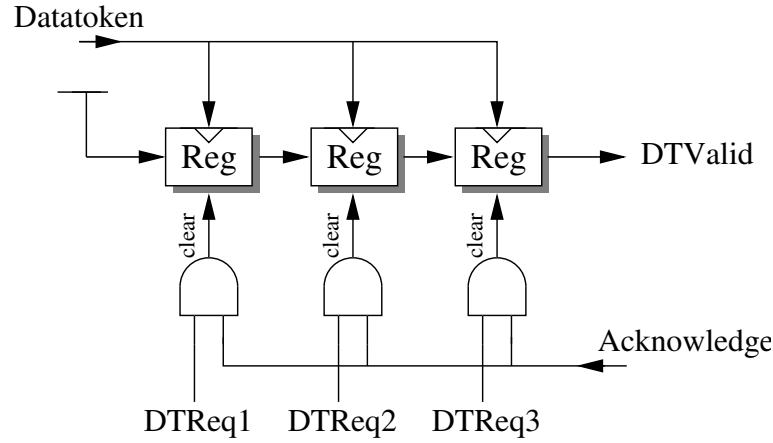 Datatoken
Reg
Reg
Reg
DTValid
clear
clear
clear
Acknowledge
DTReq1
DTReq2
DTReq3